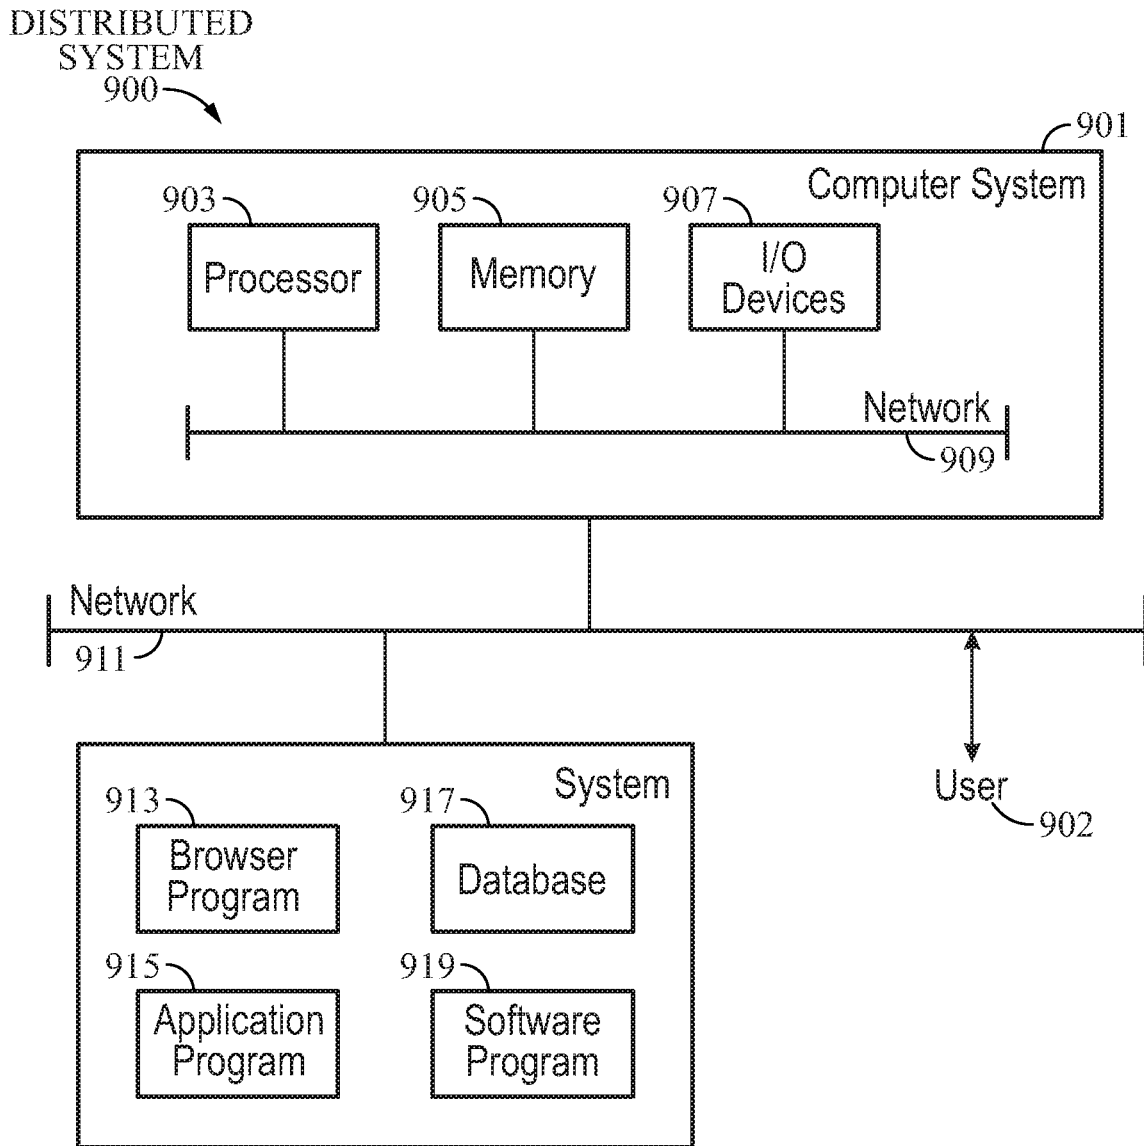 DISTRIBUTED
SYSTEM
900
901
Computer System
903
905
907
Processor
Memory
I/O
Devices
Network
909
Network
911
System
User
902
913
917
Browser
Program
Database
915
919
Application
Program
Software
Program